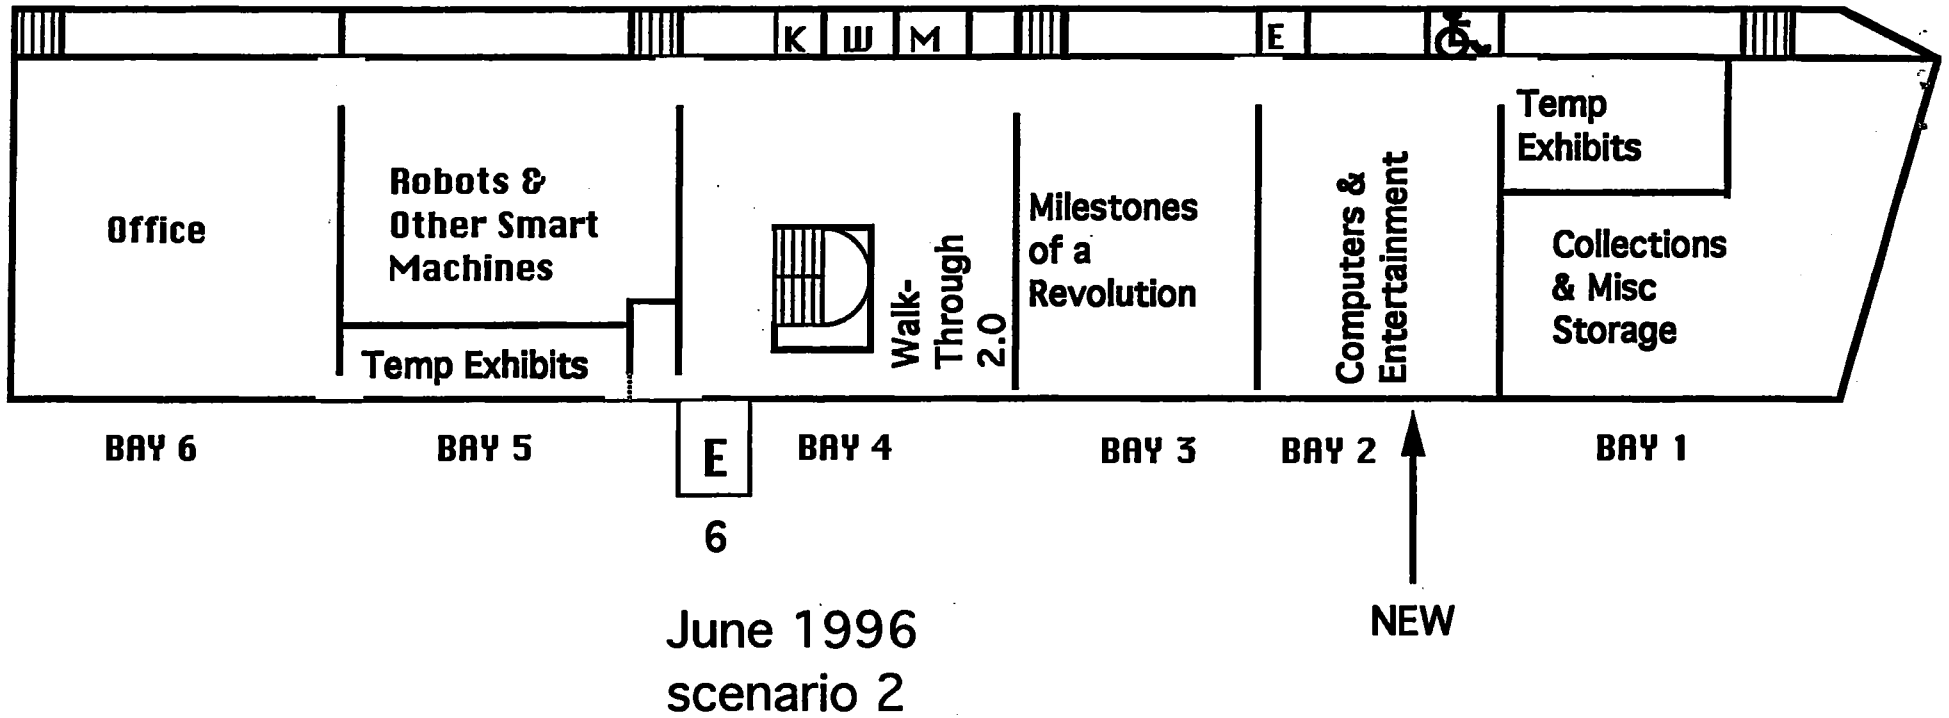 K W M E
Office
Robots &
Other Smart
Machines
Temp Exhibits
Walk-
Through
2.0
Milestones
of a
Revolution
Computers &
Entertainment
Temp
Exhibits
Collections
& Misc
Storage
BAY 6
BAY 5
E
BAY 4
BAY 3
BAY 2
BAY 1
6
NEW
June 1996
scenario 2